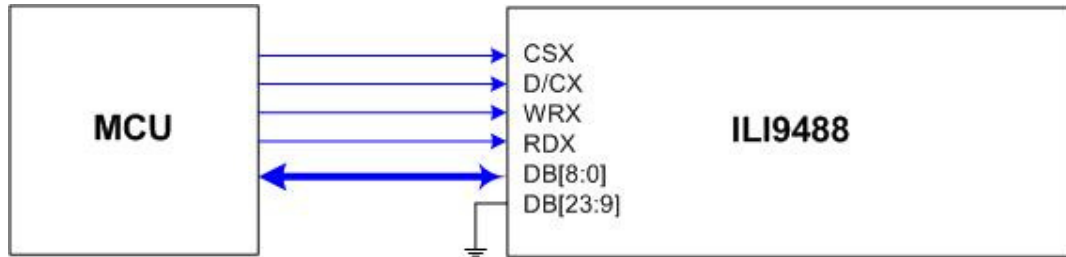 MCU
CSX
D/CX
WRX
RDX
DB[8:0]
DB[23:9]
ILI9488